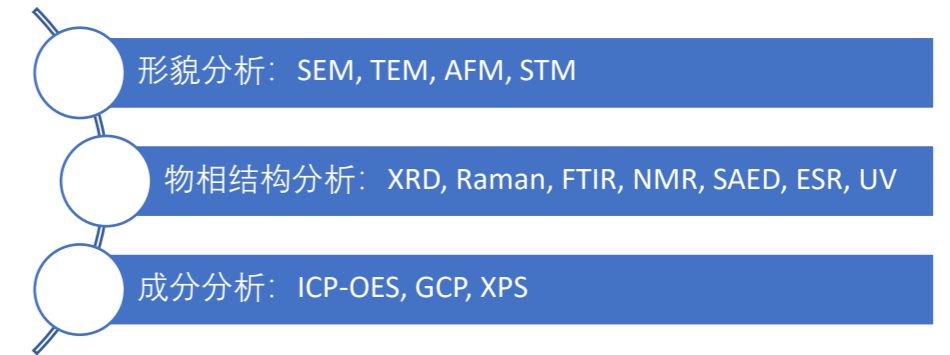 形貌分析：SEM, TEM, AFM, STM
物相结构分析：XRD, Raman, FTIR, NMR, SAED, ESR, UV
成分分析：ICP-OES, GCP, XPS